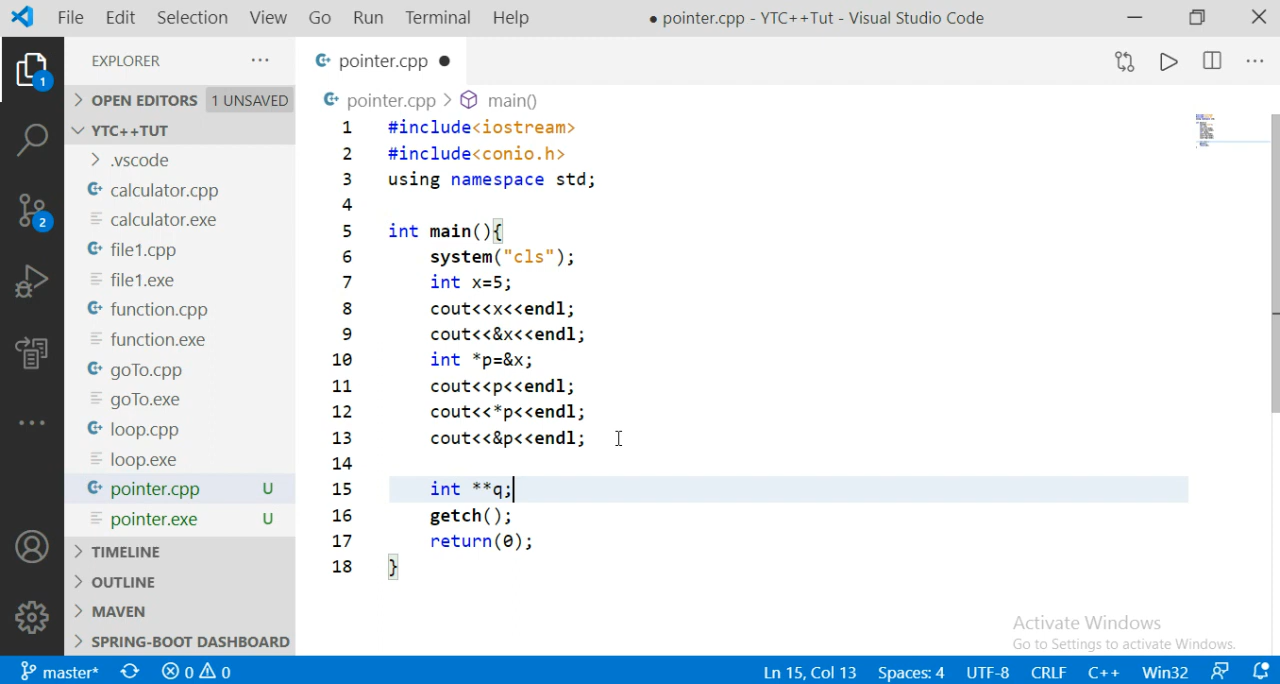 File Edit Selection View Go Run Terminal Help
● pointer.cpp - YTC++Tut - Visual Studio Code
1
2
EXPLORER
OPEN EDITORS 1 UNSAVED
YTC++TUT
.vscode
calculator.cpp
calculator.exe
file1.cpp
file1.exe
function.cpp
function.exe
goTo.cpp
goTo.exe
loop.cpp
loop.exe
pointer.cpp U
pointer.exe U
TIMELINE
OUTLINE
MAVEN
SPRING-BOOT DASHBOARD
pointer.cpp ●
pointer.cpp > main()
1 #include<iostream>
2 #include<conio.h>
3 using namespace std;
4
5 int main(){
6 system("cls");
7 int x=5;
8 cout<<x<<endl;
9 cout<<&x<<endl;
10 int *p=&x;
11 cout<<p<<endl;
12 cout<<*p<<endl;
13 cout<<&p<<endl;
14
15 int **q;
16 getch();
17 return(0);
18 }
Activate Windows
Go to Settings to activate Windows.
master* 0 0 Ln 15, Col 13 Spaces: 4 UTF-8 CRLF C++ Win32